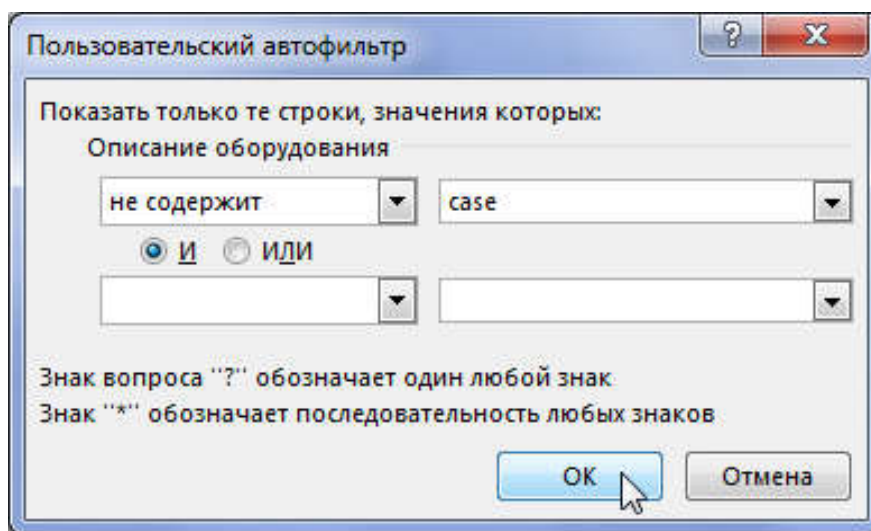 Пользовательский автофильтр
?
Показать только те строки, значения которых:
Описание оборудования
не содержит case
И ИЛИ
Знак вопроса "?" обозначает один любой знак
Знак "*" обозначает последовательность любых знаков
ОК Отмена